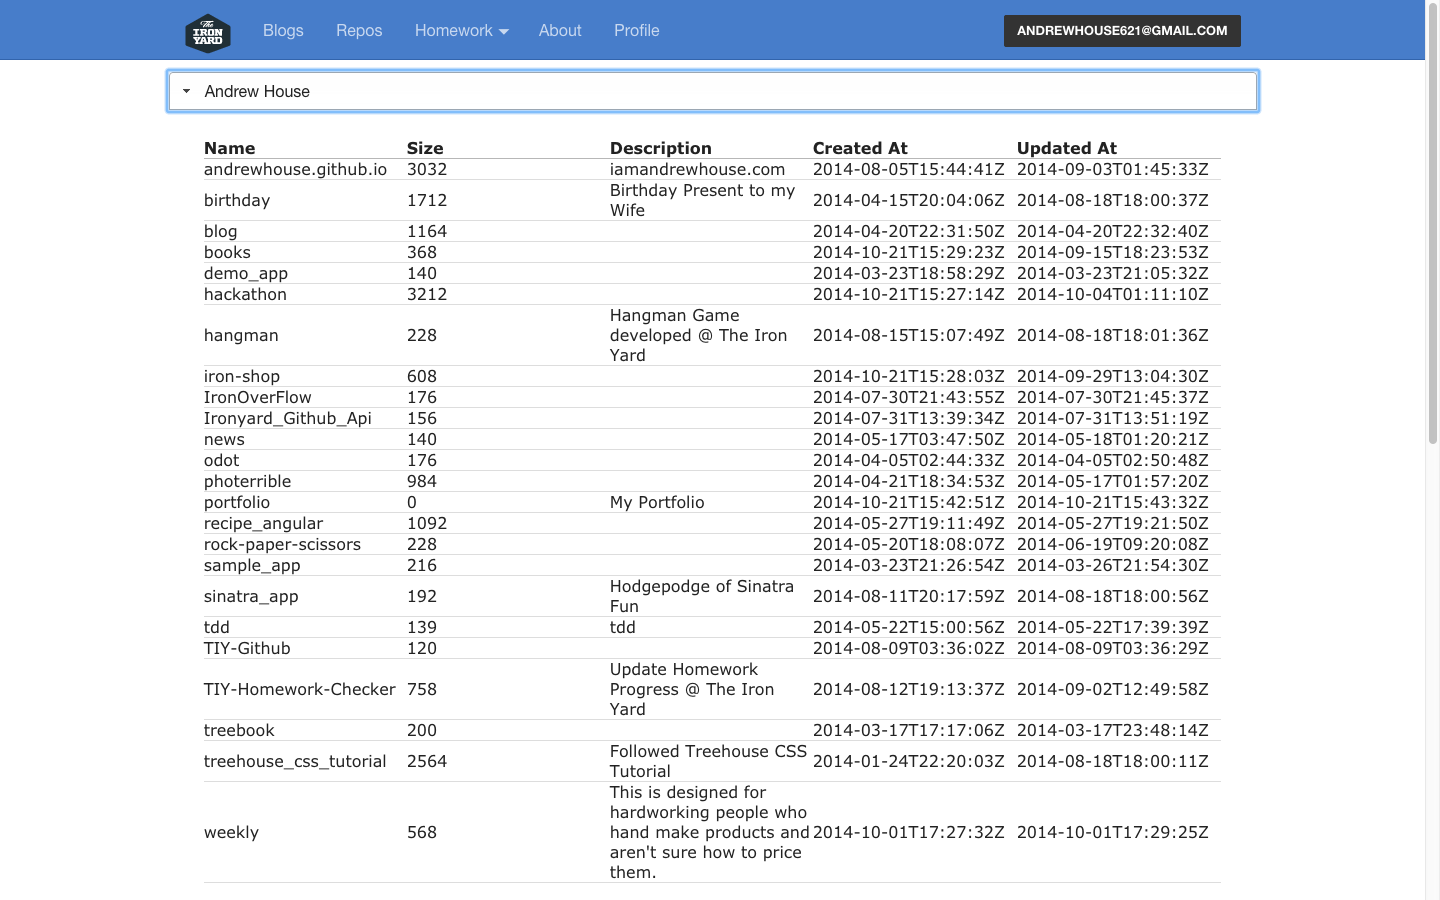 The IRON YARD
Blogs Repos Homework About Profile ANDREWHOUSE621@GMAIL.COM
Andrew House
Name Size Description Created At Updated At
andrewhouse.github.io 3032 iamandrewhouse.com 2014-08-05T15:44:41Z 2014-09-03T01:45:33Z
birthday 1712 Birthday Present to my Wife 2014-04-15T20:04:06Z 2014-08-18T18:00:37Z
blog 1164 2014-04-20T22:31:50Z 2014-04-20T22:32:40Z
books 368 2014-10-21T15:29:23Z 2014-09-15T18:23:53Z
demo_app 140 2014-03-23T18:58:29Z 2014-03-23T21:05:32Z
hackathon 3212 2014-10-21T15:27:14Z 2014-10-04T01:11:10Z
hangman 228 Hangman Game developed @ The Iron Yard 2014-08-15T15:07:49Z 2014-08-18T18:01:36Z
iron-shop 608 2014-10-21T15:28:03Z 2014-09-29T13:04:30Z
IronOverFlow 176 2014-07-30T21:43:55Z 2014-07-30T21:45:37Z
Ironyard_Github_Api 156 2014-07-31T13:39:34Z 2014-07-31T13:51:19Z
news 140 2014-05-17T03:47:50Z 2014-05-18T01:20:21Z
odot 176 2014-04-05T02:44:33Z 2014-04-05T02:50:48Z
photerrible 984 2014-04-21T18:34:53Z 2014-05-17T01:57:20Z
portfolio 0 My Portfolio 2014-10-21T15:42:51Z 2014-10-21T15:43:32Z
recipe_angular 1092 2014-05-27T19:11:49Z 2014-05-27T19:21:50Z
rock-paper-scissors 228 2014-05-20T18:08:07Z 2014-06-19T09:20:08Z
sample_app 216 2014-03-23T21:26:54Z 2014-03-26T21:54:30Z
sinatra_app 192 Hodgepodge of Sinatra Fun 2014-08-11T20:17:59Z 2014-08-18T18:00:56Z
tdd 139 tdd 2014-05-22T15:00:56Z 2014-05-22T17:39:39Z
TIY-Github 120 2014-08-09T03:36:02Z 2014-08-09T03:36:29Z
TIY-Homework-Checker 758 Update Homework Progress @ The Iron Yard 2014-08-12T19:13:37Z 2014-09-02T12:49:58Z
treebook 200 2014-03-17T17:17:06Z 2014-03-17T23:48:14Z
treehouse_css_tutorial 2564 Followed Treehouse CSS Tutorial 2014-01-24T22:20:03Z 2014-08-18T18:00:11Z
weekly 568 This is designed for hardworking people who hand make products and aren't sure how to price them. 2014-10-01T17:27:32Z 2014-10-01T17:29:25Z